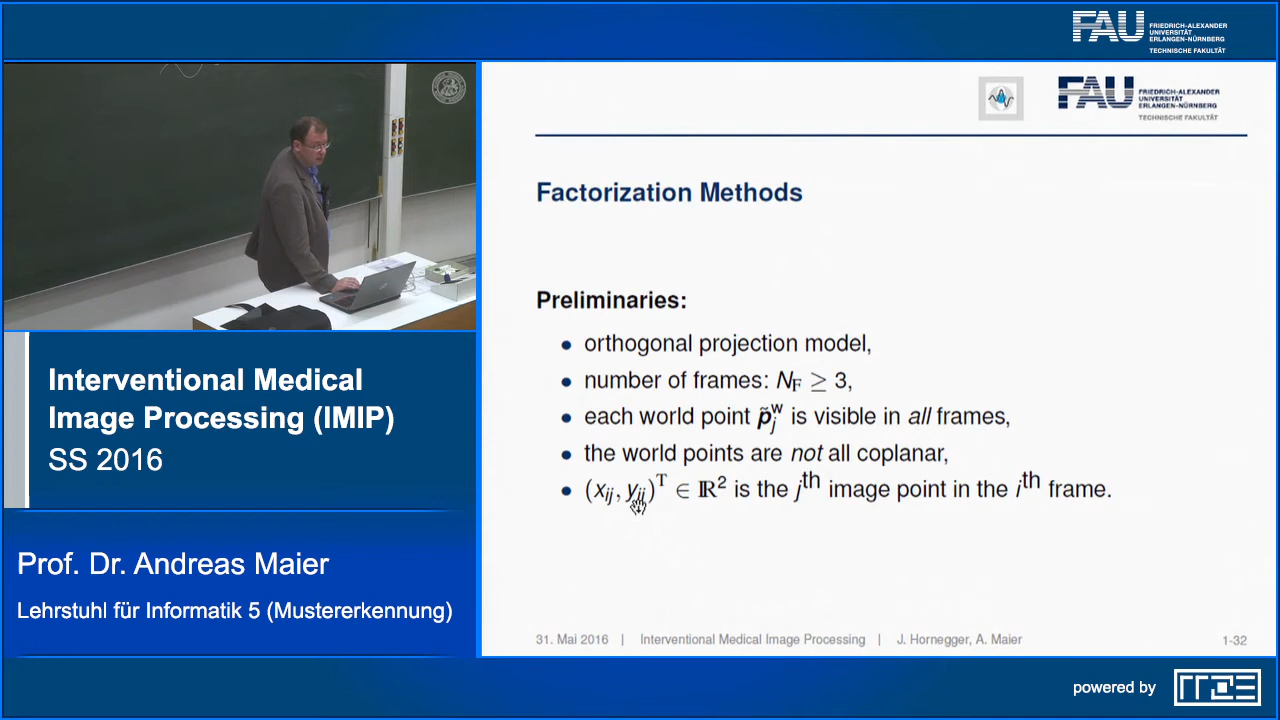 FAU FRIEDRICH-ALEXANDER
UNIVERSITÄT
ERLANGEN-NÜRNBERG
TECHNISCHE FAKULTÄT
FAU FRIEDRICH-ALEXANDER
UNIVERSITÄT
ERLANGEN-NÜRNBERG
TECHNISCHE FAKULTÄT
Factorization Methods
Preliminaries:
• orthogonal projection model,
• number of frames: N_F ≥ 3,
• each world point p̃_j^w is visible in all frames,
• the world points are not all coplanar,
• (x_ij, y_ij)^T ∈ ℝ² is the j^th image point in the i^th frame.
31. Mai 2016 | Interventional Medical Image Processing | J. Hornegger, A. Maier 1-32
Interventional Medical
Image Processing (IMIP)
SS 2016
Prof. Dr. Andreas Maier
Lehrstuhl für Informatik 5 (Mustererkennung)
powered by